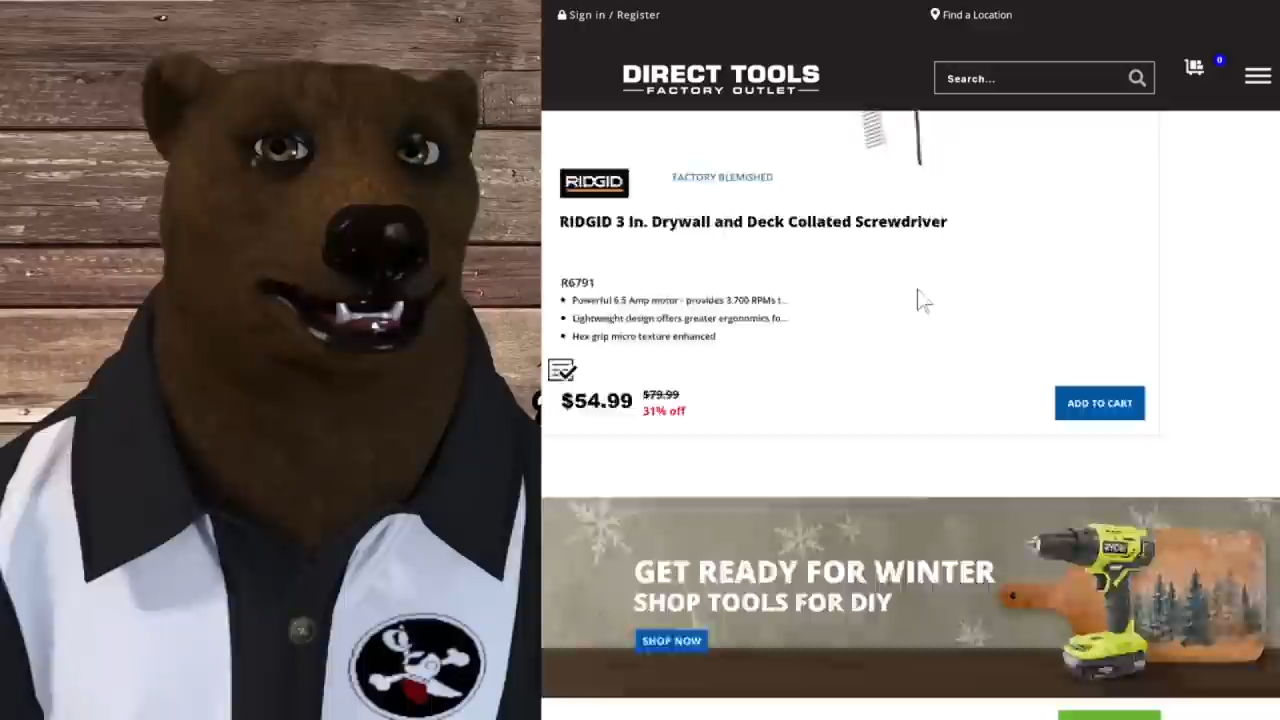 Sign in / Register
Find a Location
DIRECT TOOLS
FACTORY OUTLET
Search...
0
RIDGID
FACTORY BLEMISHED
RIDGID 3 In. Drywall and Deck Collated Screwdriver
R6791
• Powerful 6.5 Amp motor - provides 3,700 RPMs t...
• Lightweight design offers greater ergonomics fo...
• Hex grip micro texture enhanced
$54.99
$79.99
31% off
ADD TO CART
GET READY FOR WINTER
SHOP TOOLS FOR DIY
SHOP NOW
RYOBI